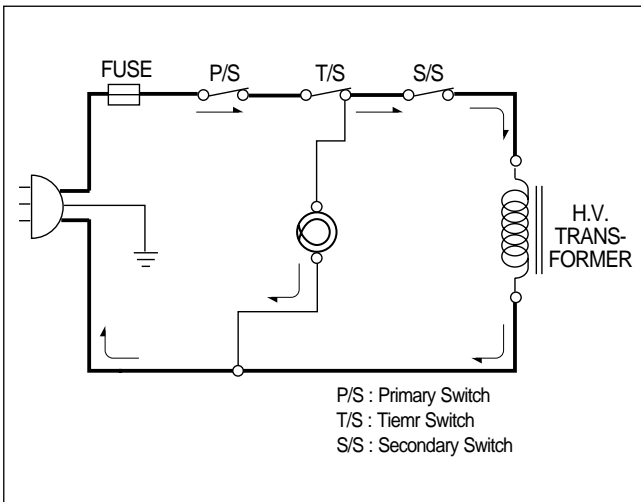 FUSE P/S T/S S/S
H.V.
TRANS-
FORMER
P/S : Primary Switch
T/S : Tiemr Switch
S/S : Secondary Switch